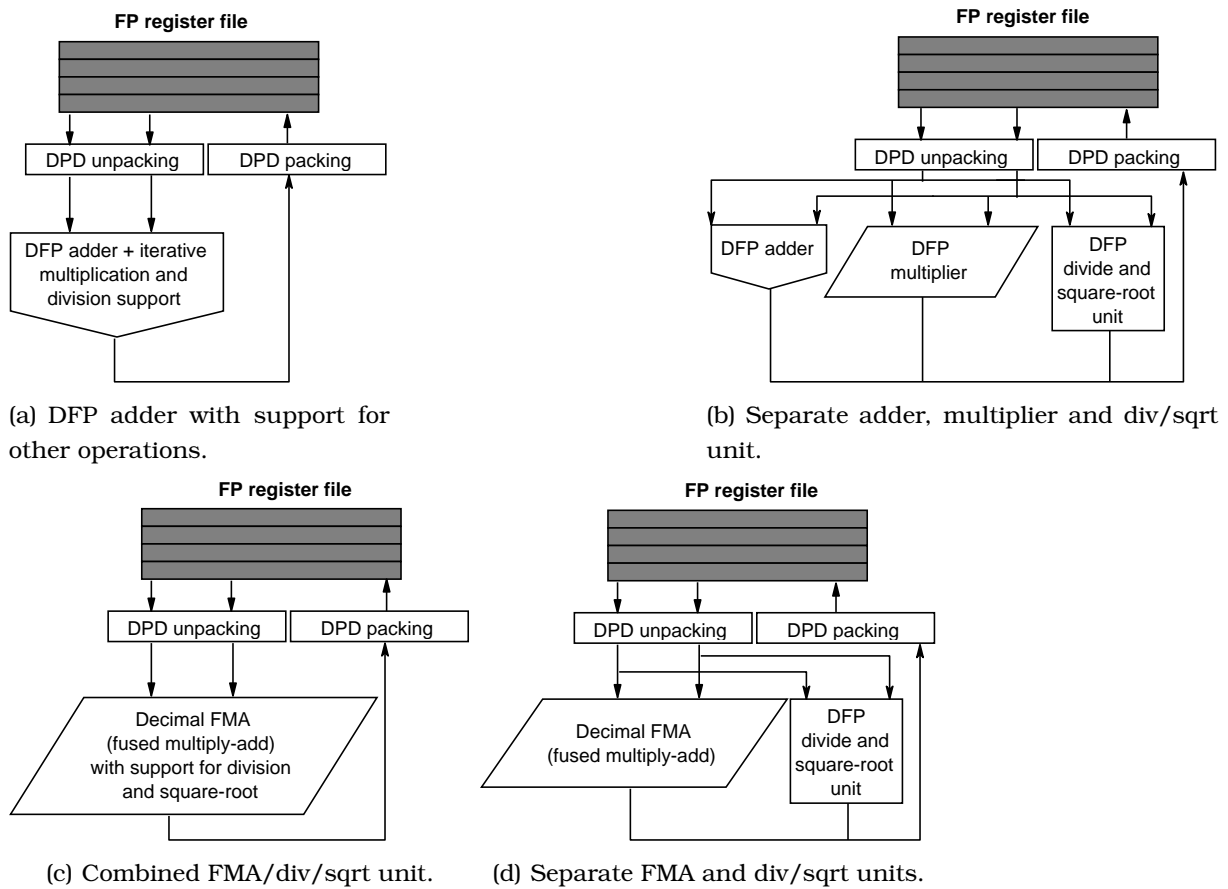 FP register file
DPD unpacking
DPD packing
DFP adder + iterative
multiplication and
division support
(a) DFP adder with support for
other operations.
FP register file
DPD unpacking
DPD packing
DFP adder
DFP
multiplier
DFP
divide and
square-root
unit
(b) Separate adder, multiplier and div/sqrt
unit.
FP register file
DPD unpacking
DPD packing
Decimal FMA
(fused multiply-add)
with support for division
and square-root
(c) Combined FMA/div/sqrt unit.
FP register file
DPD unpacking
DPD packing
Decimal FMA
(fused multiply-add)
DFP
divide and
square-root
unit
(d) Separate FMA and div/sqrt units.